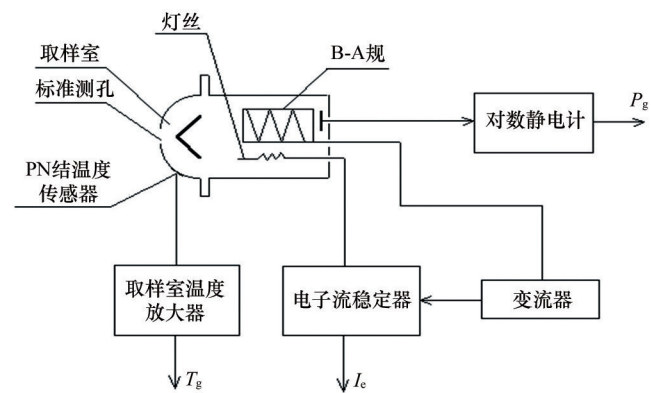 灯丝
取样室
B-A规
标准测孔
对数静电计
Pg
PN结温度
传感器
取样室温度
放大器
电子流稳定器
变流器
Tg
Ie